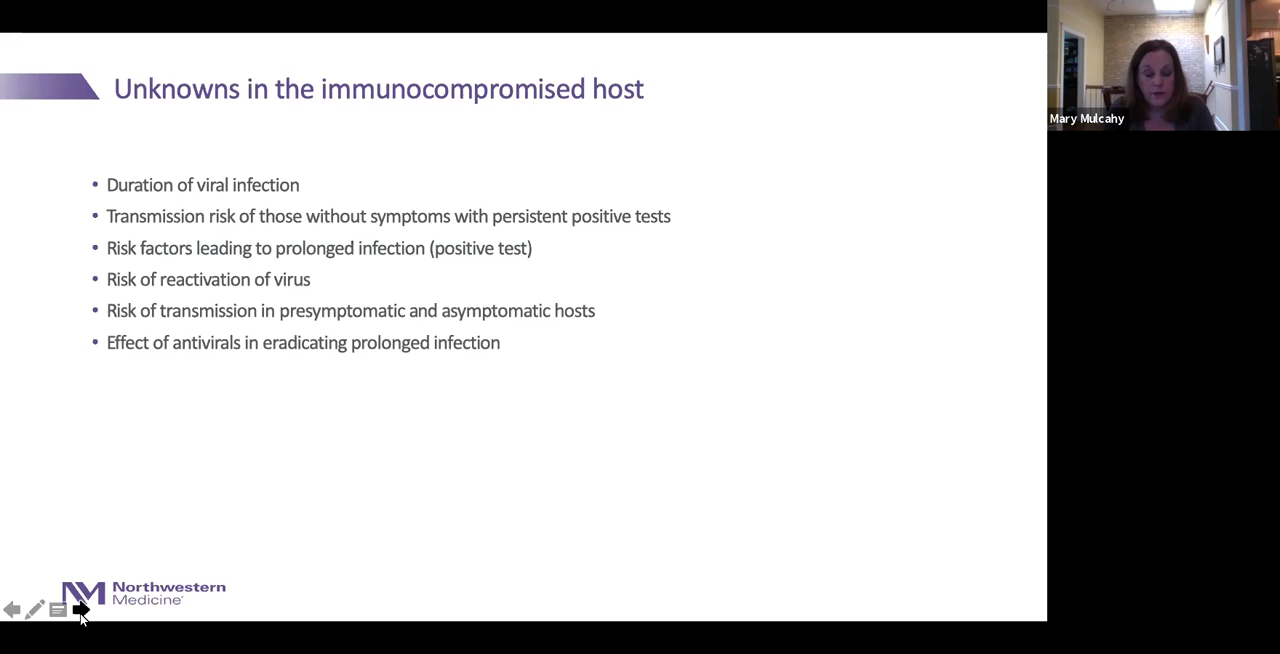 Unknowns in the immunocompromised host
Mary Mulcahy
• Duration of viral infection
• Transmission risk of those without symptoms with persistent positive tests
• Risk factors leading to prolonged infection (positive test)
• Risk of reactivation of virus
• Risk of transmission in presymptomatic and asymptomatic hosts
• Effect of antivirals in eradicating prolonged infection
NM
Northwestern
Medicine